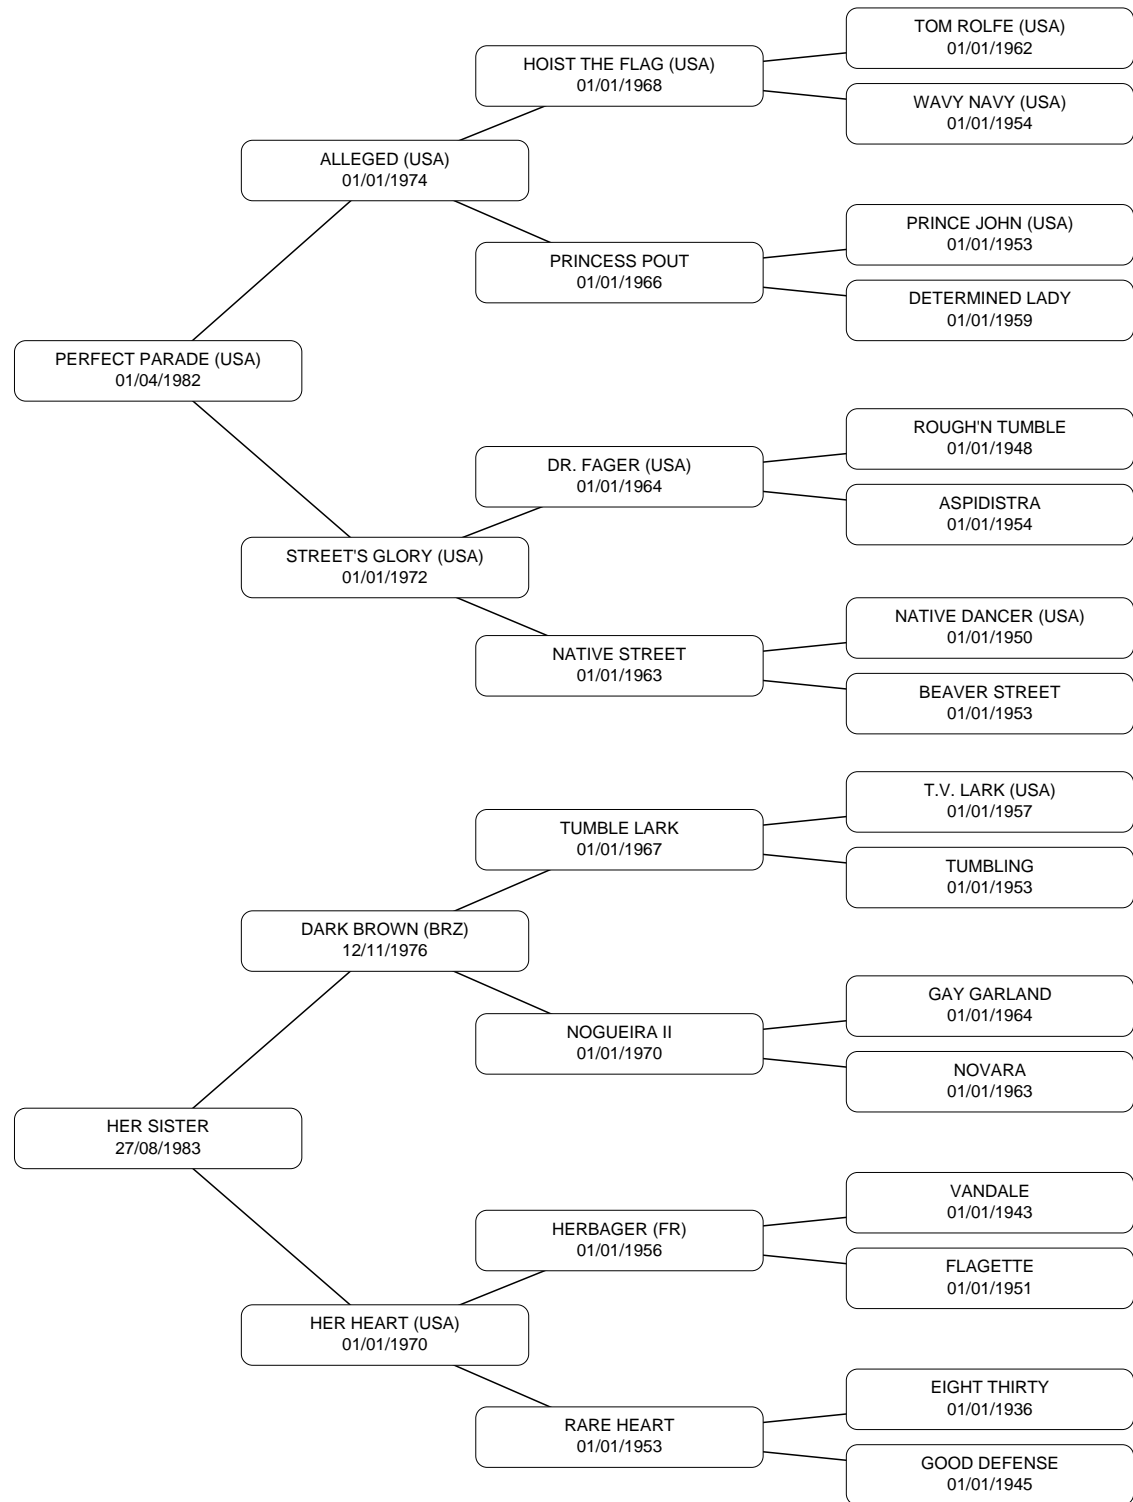 TOM ROLFE (USA)
01/01/1962
HOIST THE FLAG (USA)
01/01/1968
WAVY NAVY (USA)
01/01/1954
ALLEGED (USA)
01/01/1974
PRINCE JOHN (USA)
01/01/1953
PRINCESS POUT
01/01/1966
DETERMINED LADY
01/01/1959
PERFECT PARADE (USA)
01/04/1982
ROUGH'N TUMBLE
01/01/1948
DR. FAGER (USA)
01/01/1964
ASPIDISTRA
01/01/1954
STREET'S GLORY (USA)
01/01/1972
NATIVE DANCER (USA)
01/01/1950
NATIVE STREET
01/01/1963
BEAVER STREET
01/01/1953
T.V. LARK (USA)
01/01/1957
TUMBLE LARK
01/01/1967
TUMBLING
01/01/1953
DARK BROWN (BRZ)
12/11/1976
GAY GARLAND
01/01/1964
NOGUEIRA II
01/01/1970
NOVARA
01/01/1963
HER SISTER
27/08/1983
VANDALE
01/01/1943
HERBAGER (FR)
01/01/1956
FLAGETTE
01/01/1951
HER HEART (USA)
01/01/1970
EIGHT THIRTY
01/01/1936
RARE HEART
01/01/1953
GOOD DEFENSE
01/01/1945